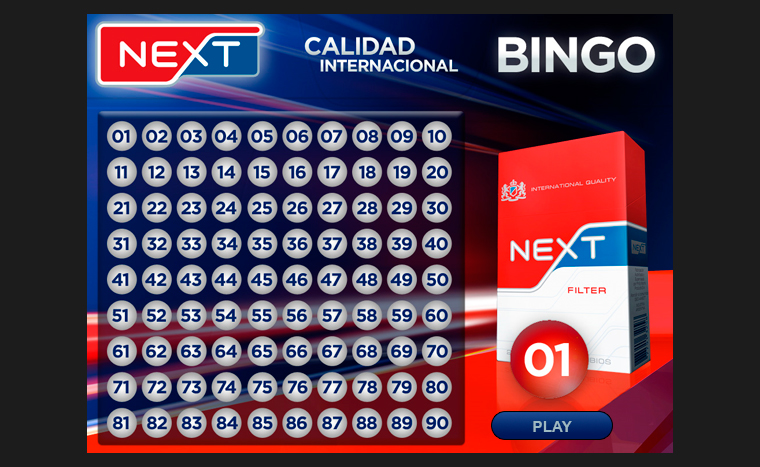 NEXT
CALIDAD
INTERNACIONAL
BINGO
01 02 03 04 05 06 07 08 09 10
11 12 13 14 15 16 17 18 19 20
21 22 23 24 25 26 27 28 29 30
31 32 33 34 35 36 37 38 39 40
41 42 43 44 45 46 47 48 49 50
51 52 53 54 55 56 57 58 59 60
61 62 63 64 65 66 67 68 69 70
71 72 73 74 75 76 77 78 79 80
81 82 83 84 85 86 87 88 89 90
INTERNATIONAL QUALITY
NEXT
NEXT
FILTER
01
PLAY